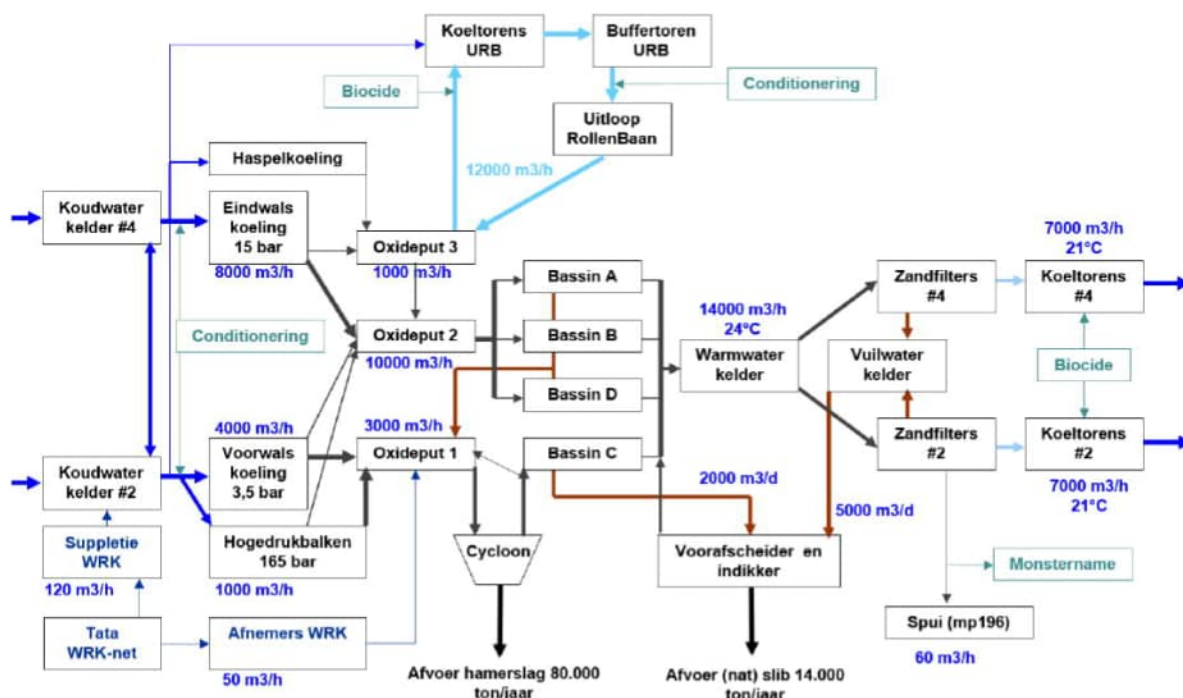 Koeltorens
URB
Buffertoren
URB
Biocide
Conditionering
Uitloop
RollenBaan
Haspelkoeling
12000 m3/h
Koudwater
kelder #4
Eindwals
koeling
15 bar
8000 m3/h
Oxideput 3
1000 m3/h
Conditionering
Oxideput 2
10000 m3/h
Bassin A
Bassin B
Bassin D
Bassin C
14000 m3/h
24°C
Warmwater
kelder
Zandfilters
#4
7000 m3/h
21°C
Koeltorens
#4
Vuilwater
kelder
Biocide
Zandfilters
#2
Koeltorens
#2
7000 m3/h
21°C
4000 m3/h
3000 m3/h
Koudwater
kelder #2
Voorwals
koeling
3,5 bar
Oxideput 1
2000 m3/d
5000 m3/d
Suppletie
WRK
120 m3/h
Hogedrukbalken
165 bar
1000 m3/h
Cycloon
Voorafscheider en
indikker
Monstername
Tata
WRK-net
Afnemers WRK
50 m3/h
Spui (mp196)
60 m3/h
Afvoer hamerslag 80.000
ton/jaar
Afvoer (nat) slib 14.000
ton/jaar